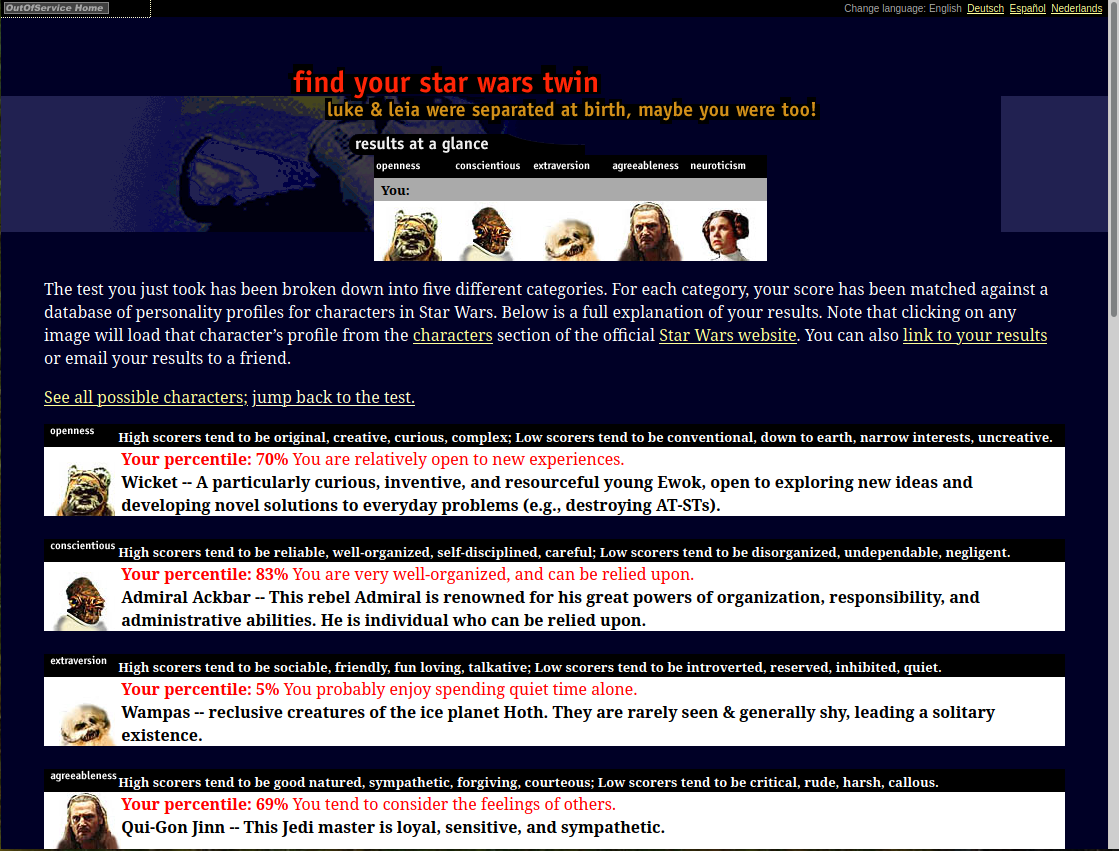 OutOfService Home
Change language: English Deutsch Español Nederlands
find your star wars twin
luke & leia were separated at birth, maybe you were too!
results at a glance
openness conscientious extraversion agreeableness neuroticism
You:
The test you just took has been broken down into five different categories. For each category, your score has been matched against a
database of personality profiles for characters in Star Wars. Below is a full explanation of your results. Note that clicking on any
image will load that character's profile from the characters section of the official Star Wars website. You can also link to your results
or email your results to a friend.
See all possible characters; jump back to the test.
openness High scorers tend to be original, creative, curious, complex; Low scorers tend to be conventional, down to earth, narrow interests, uncreative.
Your percentile: 70% You are relatively open to new experiences.
Wicket -- A particularly curious, inventive, and resourceful young Ewok, open to exploring new ideas and
developing novel solutions to everyday problems (e.g., destroying AT-STs).
conscientious High scorers tend to be reliable, well-organized, self-disciplined, careful; Low scorers tend to be disorganized, undependable, negligent.
Your percentile: 83% You are very well-organized, and can be relied upon.
Admiral Ackbar -- This rebel Admiral is renowned for his great powers of organization, responsibility, and
administrative abilities. He is individual who can be relied upon.
extraversion High scorers tend to be sociable, friendly, fun loving, talkative; Low scorers tend to be introverted, reserved, inhibited, quiet.
Your percentile: 5% You probably enjoy spending quiet time alone.
Wampas -- reclusive creatures of the ice planet Hoth. They are rarely seen & generally shy, leading a solitary
existence.
agreeableness High scorers tend to be good natured, sympathetic, forgiving, courteous; Low scorers tend to be critical, rude, harsh, callous.
Your percentile: 69% You tend to consider the feelings of others.
Qui-Gon Jinn -- This Jedi master is loyal, sensitive, and sympathetic.